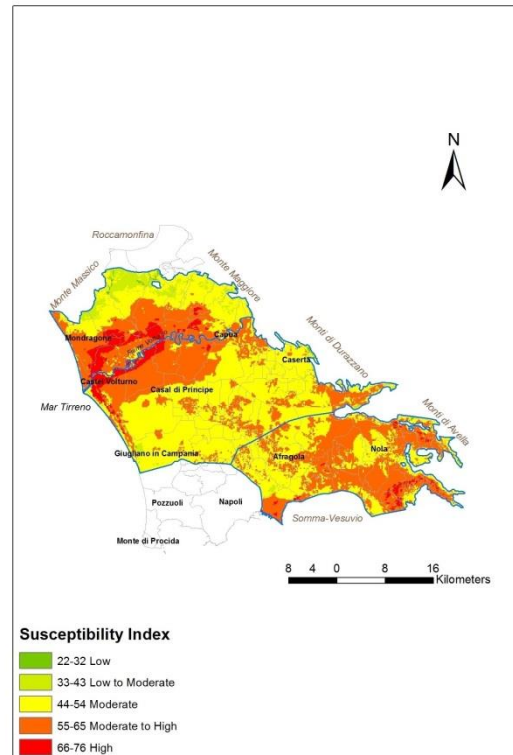 N
Roccamonfina
Monte Massico
Monte Maggiore
Mondragone
Capua
Monti di Durazzano
Caserta
Castel Volturno
Casal di Principe
Mar Tirreno
Monti di Avella
Giugliano in Campania
Afragola
Nola
Pozzuoli
Napoli
Somma-Vesuvio
Monte di Procida
8 4 0 8 16
Kilometers
Susceptibility Index
22-32 Low
33-43 Low to Moderate
44-54 Moderate
55-65 Moderate to High
66-76 High